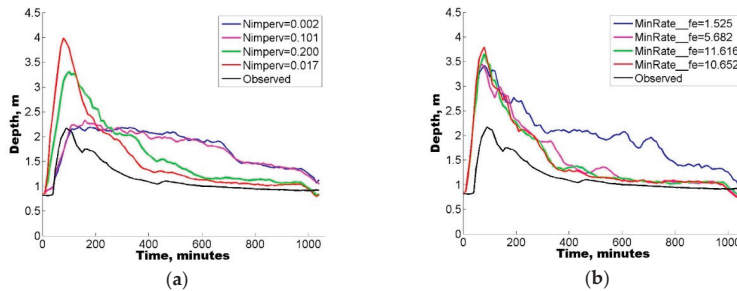 4.5
4
3.5
3
2.5
2
1.5
1
0.5
0 200 400 600 800 1000
Depth, m
Time, minutes
Nimperv=0.002
Nimperv=0.101
Nimperv=0.200
Nimperv=0.017
Observed
(a)
4.5
4
3.5
3
2.5
2
1.5
1
0.5
0 200 400 600 800 1000
Depth, m
Time, minutes
MinRate__fe=1.525
MinRate__fe=5.682
MinRate__fe=11.616
MinRate__fe=10.652
Observed
(b)